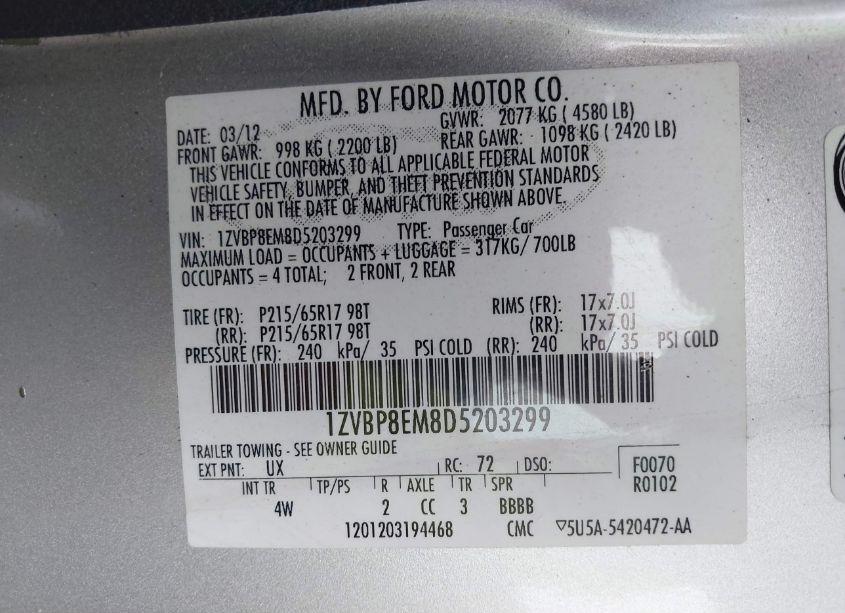 MFD. BY FORD MOTOR CO.
DATE: 03/12 GVWR: 2077 KG ( 4580 LB)
FRONT GAWR: 998 KG ( 2200 LB) REAR GAWR: 1098 KG ( 2420 LB)
THIS VEHICLE CONFORMS TO ALL APPLICABLE FEDERAL MOTOR
VEHICLE SAFETY, BUMPER, AND THEFT PREVENTION STANDARDS
IN EFFECT ON THE DATE OF MANUFACTURE SHOWN ABOVE.
VIN: 1ZVBP8EM8D5203299 TYPE: Passenger Car
MAXIMUM LOAD = OCCUPANTS + LUGGAGE = 317KG/ 700LB
OCCUPANTS = 4 TOTAL; 2 FRONT, 2 REAR
TIRE (FR): P215/65R17 98T RIMS (FR): 17x7.0J
(RR): P215/65R17 98T (RR): 17x7.0J
PRESSURE (FR): 240 kPa/ 35 PSI COLD (RR): 240 kPa/ 35 PSI COLD
1ZVBP8EM8D5203299
TRAILER TOWING - SEE OWNER GUIDE
EXT PNT: UX RC: 72 DSO: F0070
R0102
INT TR TP/PS R AXLE TR SPR
4W 2 CC 3 BBBB
1201203194468 CMC ▽5U5A-5420472-AA